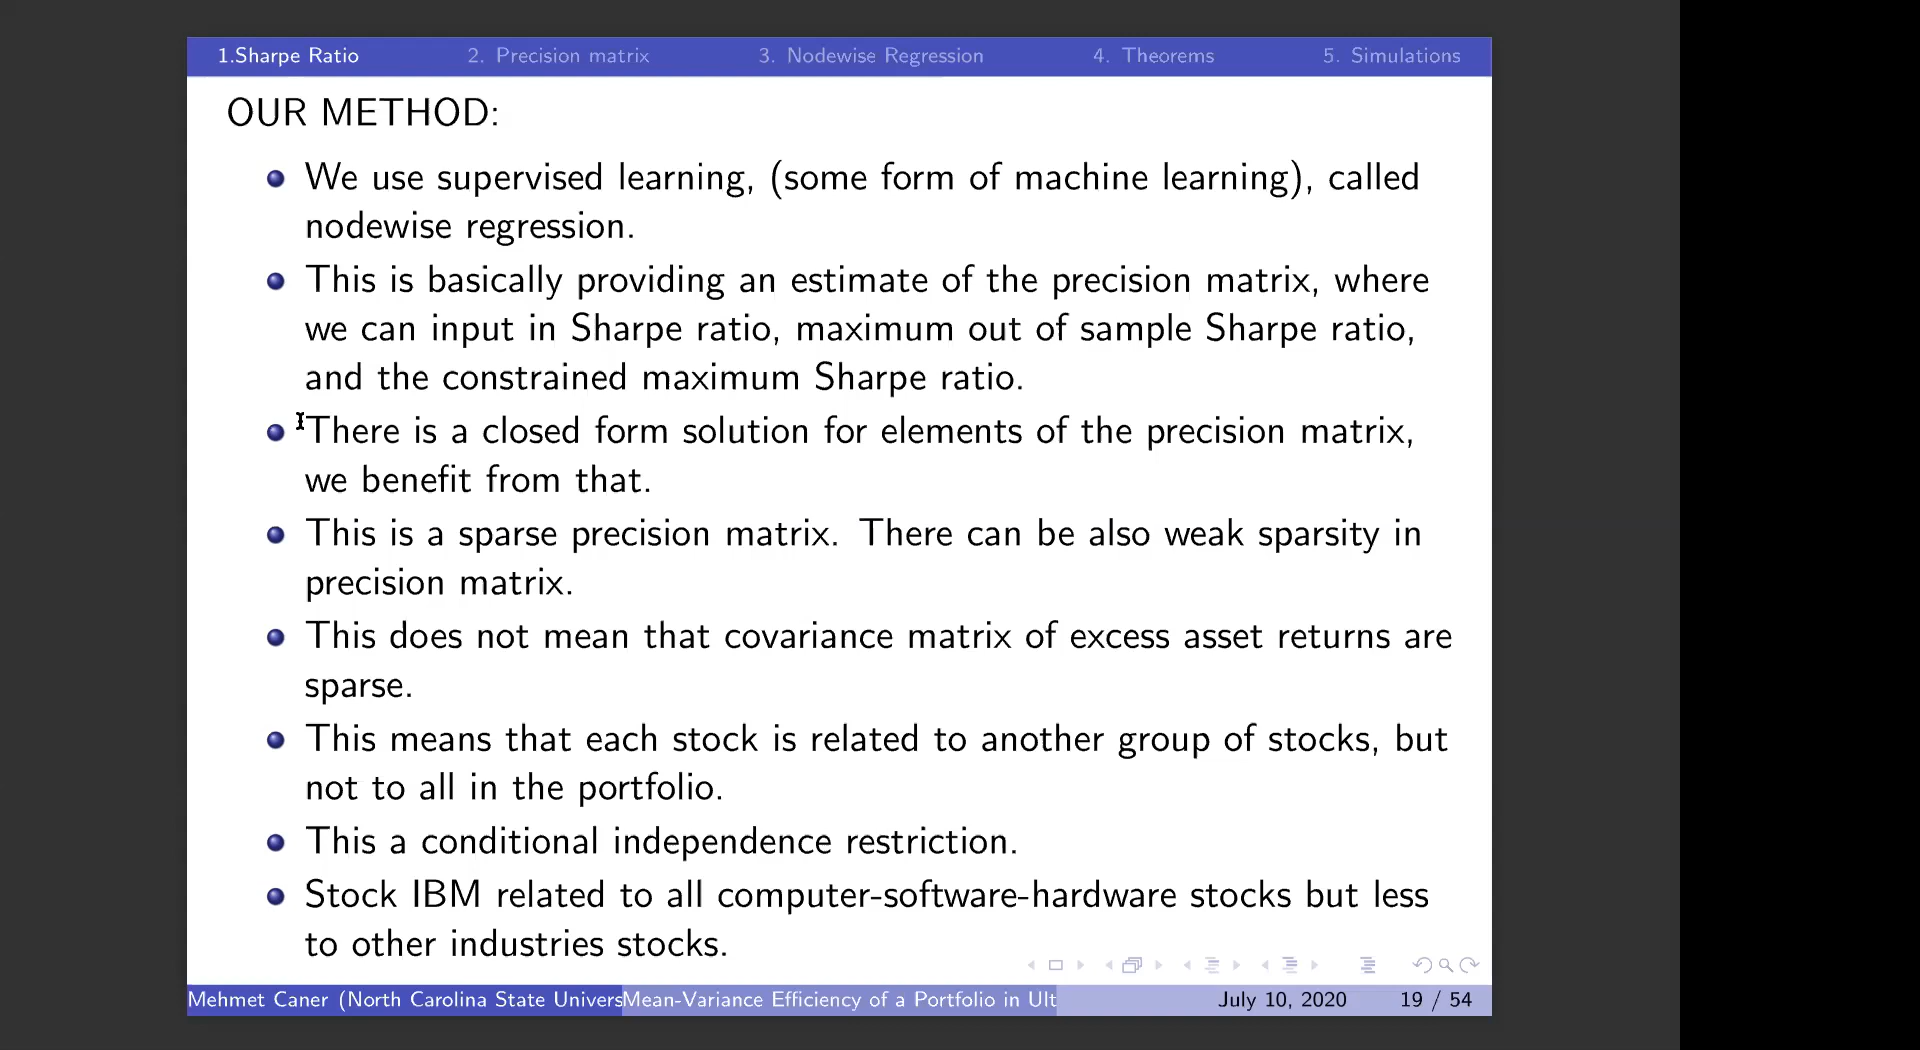 1.Sharpe Ratio 2. Precision matrix 3. Nodewise Regression 4. Theorems 5. Simulations
OUR METHOD:
We use supervised learning, (some form of machine learning), called
nodewise regression.
This is basically providing an estimate of the precision matrix, where
we can input in Sharpe ratio, maximum out of sample Sharpe ratio,
and the constrained maximum Sharpe ratio.
There is a closed form solution for elements of the precision matrix,
we benefit from that.
This is a sparse precision matrix. There can be also weak sparsity in
precision matrix.
This does not mean that covariance matrix of excess asset returns are
sparse.
This means that each stock is related to another group of stocks, but
not to all in the portfolio.
This a conditional independence restriction.
Stock IBM related to all computer-software-hardware stocks but less
to other industries stocks.
Mehmet Caner (North Carolina State Univers Mean-Variance Efficiency of a Portfolio in Ult July 10, 2020 19 / 54